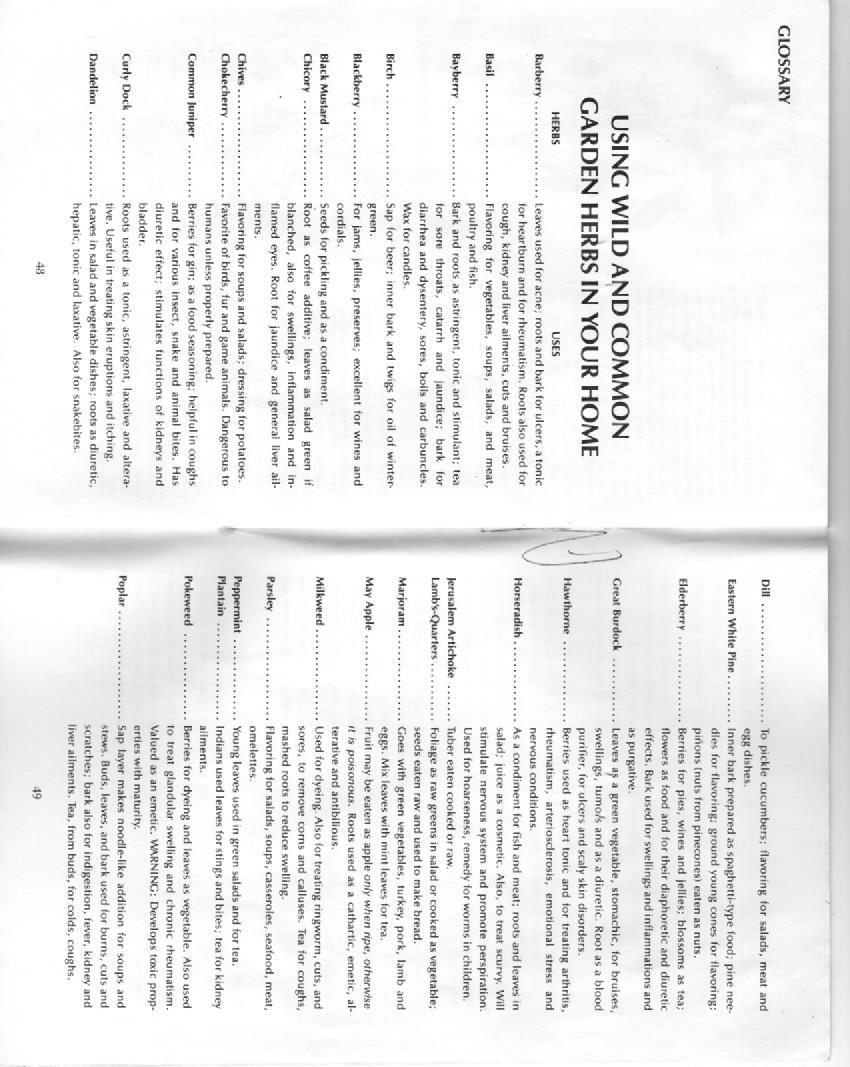 GLOSSARY
USING WILD AND COMMON
GARDEN HERBS IN YOUR HOME
HERBS USES
Barberry .................. Leaves used for acne; roots and bark for ulcers, a tonic
for heartburn and for rheumatism. Roots also used for
cough, kidney and liver ailments, cuts and bruises.
Basil ..................... Flavoring for vegetables, soups, salads, and meat,
poultry and fish.
Bayberry ................. Bark and roots as astringent, tonic and stimulant; tea
for sore throats, catarrh and jaundice; bark for
diarrhea and dysentery, sores, boils and carbuncles.
Wax for candles.
Birch ..................... Sap for beer; inner bark and twigs for oil of winter-
green.
Blackberry ................ For jams, jellies, preserves; excellent for wines and
cordials.
Black Mustard ............ Seeds for pickling and as a condiment.
Chicory .................. Root as coffee additive; leaves as salad green if
blanched, also for swellings, inflammation and in-
flamed eyes. Root for jaundice and general liver ail-
ments.
Chives .................... Flavoring for soups and salads; dressing for potatoes.
Chokecherry .............. Favorite of birds, fur and game animals. Dangerous to
humans unless properly prepared.
Common Juniper .......... Berries for gin; as a food seasoning; helpful in coughs
and for various insect, snake and animal bites. Has
diuretic effect; stimulates functions of kidneys and
bladder.
Curly Dock ............... Roots used as a tonic, astringent, laxative and altera-
tive. Useful in treating skin eruptions and itching.
Dandelion ................ Leaves in salad and vegetable dishes; roots as diuretic,
hepatic, tonic and laxative. Also for snakebites.
48
Dill ...................... To pickle cucumbers; flavoring for salads, meat and
egg dishes.
Eastern White Pine ......... Inner bark prepared as spaghetti-type food; pine nee-
dles for flavoring; ground young cones for flavoring;
piñons (nuts from pinecones) eaten as nuts.
Elderberry ................ Berries for pies, wines and jellies; blossoms as tea;
flowers as food and for their diaphoretic and diuretic
effects. Bark used for swellings and inflammations and
as purgative.
Great Burdock ............ Leaves as a green vegetable, stomachic, for bruises,
swellings, tumors and as a diuretic. Root as a blood
purifier, for ulcers and scaly skin disorders.
Hawthorne ............... Berries used as heart tonic and for treating arthritis,
rheumatism, arteriosclerosis, emotional stress and
nervous conditions.
Horseradish ............... As a condiment for fish and meat; roots and leaves in
salad; juice as a cosmetic. Also, to treat scurvy. Will
stimulate nervous system and promote perspiration.
Used for hoarseness, remedy for worms in children.
Jerusalem Artichoke ....... Tuber eaten cooked or raw.
Lamb's-Quarters ........... Foliage as raw greens in salad or cooked as vegetable;
seeds eaten raw and used to make bread.
Marjoram ................. Goes with green vegetables, turkey, pork, lamb and
eggs. Mix leaves with mint leaves for tea.
May Apple ................ Fruit may be eaten as apple only when ripe, otherwise
it is poisonous. Roots used as a cathartic, emetic, al-
terative and antibilious.
Milkweed ................. Used for dyeing. Also for treating ringworm, cuts, and
sores, to remove corns and calluses. Tea for coughs,
mashed roots to reduce swelling.
Parsley ................... Flavoring for salads, soups, casseroles, seafood, meat,
omelettes.
Peppermint ............... Young leaves used in green salads and for tea.
Plantain .................. Indians used leaves for stings and bites; tea for kidney
ailments.
Pokeweed ................ Berries for dyeing and leaves as vegetable. Also used
to treat glandular swelling and chronic rheumatism.
Valued as an emetic. WARNING: Develops toxic prop-
erties with maturity.
Poplar .................... Sap layer makes noodle-like addition for soups and
stews. Buds, leaves, and bark used for burns, cuts and
scratches; bark also for indigestion, fever, kidney and
liver ailments. Tea, from buds, for colds, coughs.
49